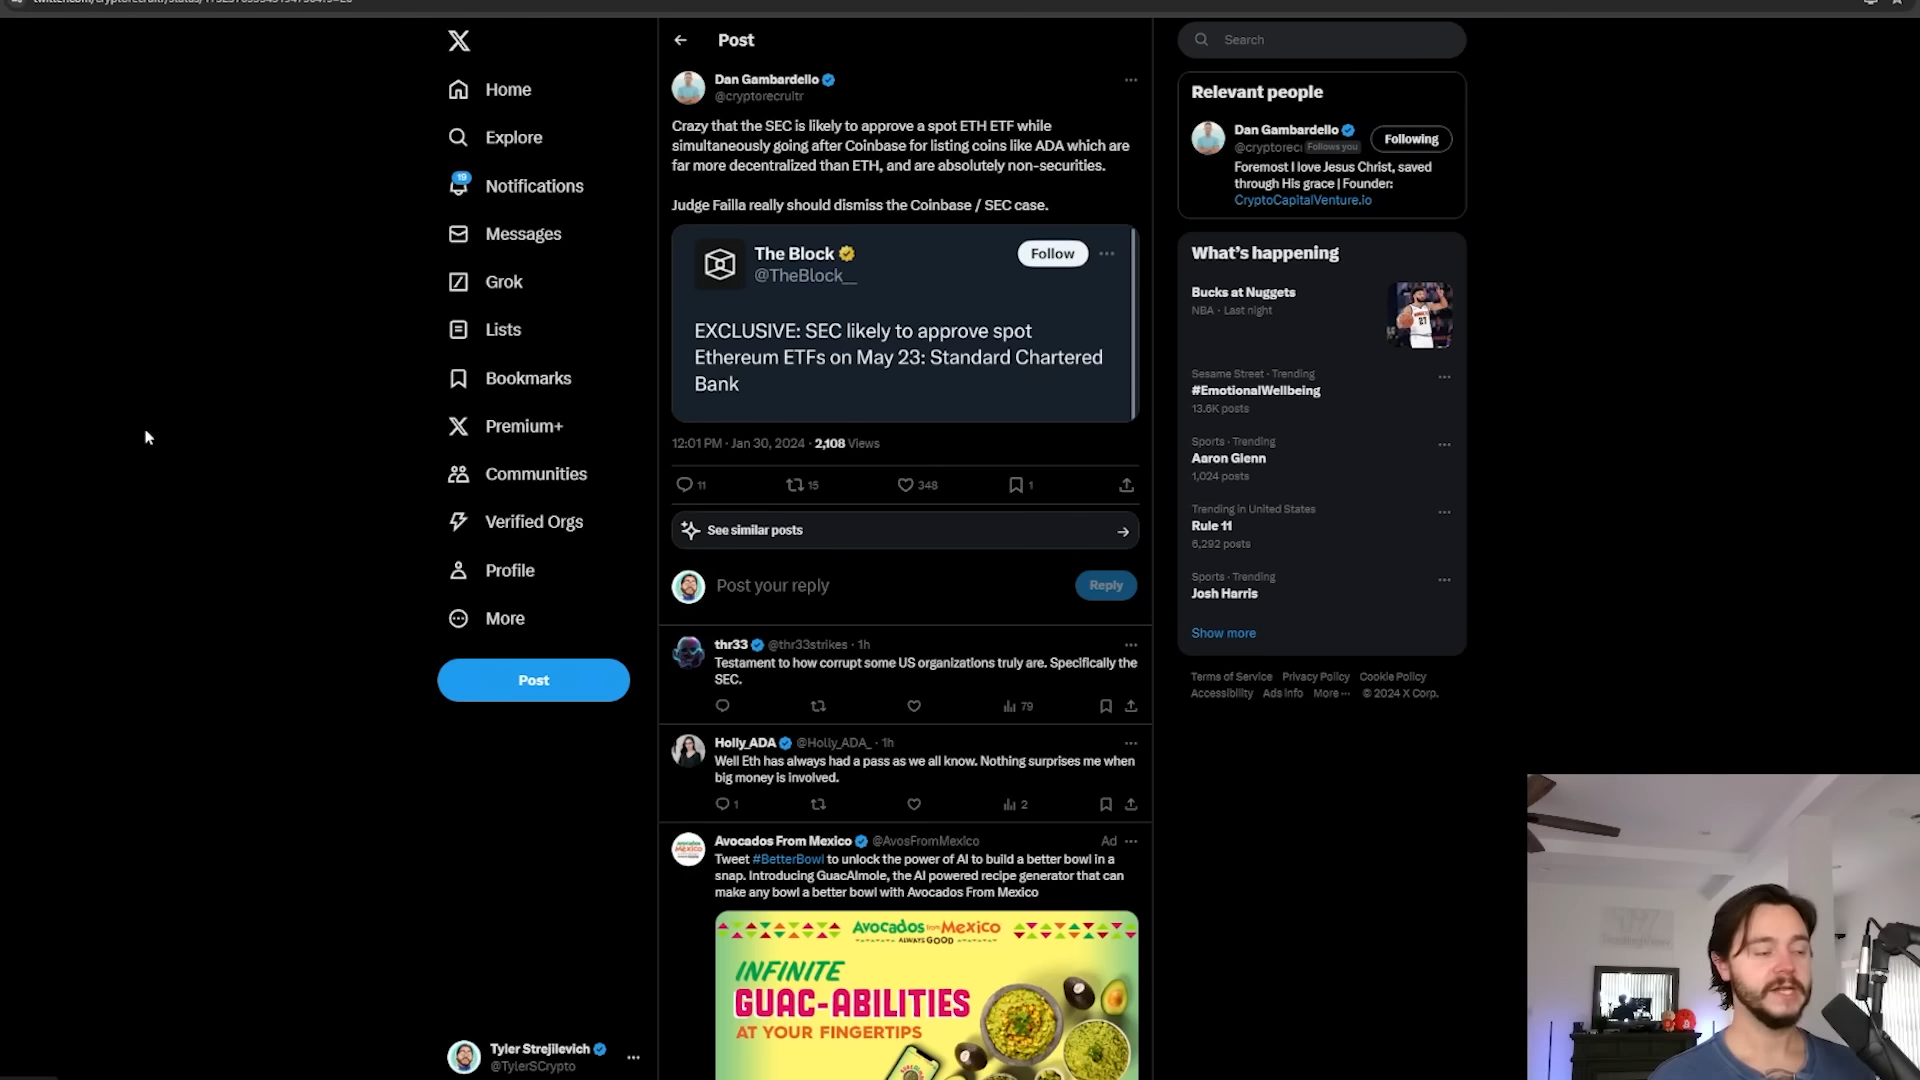 Post
Search
Home
Explore
19
Notifications
Messages
Grok
Lists
Bookmarks
Premium+
Communities
Verified Orgs
Profile
More
Post
Tyler Strejilevich
@TylerSCrypto
Dan Gambardello
@cryptorecruitr
Crazy that the SEC is likely to approve a spot ETH ETF while
simultaneously going after Coinbase for listing coins like ADA which are
far more decentralized than ETH, and are absolutely non-securities.
Judge Failla really should dismiss the Coinbase / SEC case.
The Block
@TheBlock__
Follow
EXCLUSIVE: SEC likely to approve spot
Ethereum ETFs on May 23: Standard Chartered
Bank
12:01 PM · Jan 30, 2024 · 2,108 Views
11 15 348 1
See similar posts
Post your reply
Reply
thr33 @thr33strikes · 1h
Testament to how corrupt some US organizations truly are. Specifically the
SEC.
79
Holly_ADA @Holly_ADA_ · 1h
Well Eth has always had a pass as we all know. Nothing surprises me when
big money is involved.
1 2
Avocados From Mexico @AvosFromMexico Ad
Tweet #BetterBowl to unlock the power of AI to build a better bowl in a
snap. Introducing GuacAImole, the AI powered recipe generator that can
make any bowl a better bowl with Avocados From Mexico
Avocados from Mexico
ALWAYS GOOD
INFINITE
GUAC-ABILITIES
AT YOUR FINGERTIPS
Relevant people
Dan Gambardello
@cryptoreci Follows you
Following
Foremost I love Jesus Christ, saved
through His grace | Founder:
CryptoCapitalVenture.io
What's happening
Bucks at Nuggets
NBA · Last night
27
Sesame Street · Trending
#EmotionalWellbeing
13.6K posts
Sports · Trending
Aaron Glenn
1,024 posts
Trending in United States
Rule 11
6,292 posts
Sports · Trending
Josh Harris
Show more
Terms of Service Privacy Policy Cookie Policy
Accessibility Ads info More ··· © 2024 X Corp.